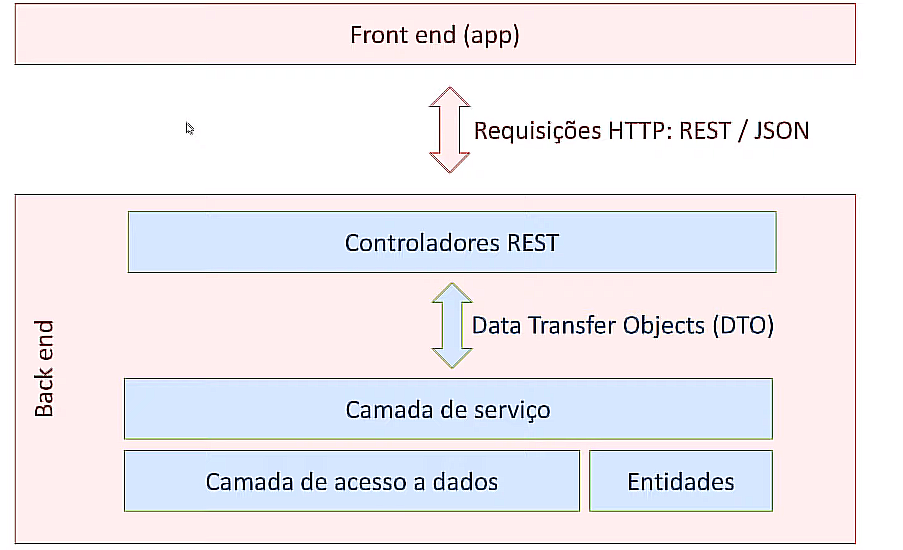 Front end (app)
Requisições HTTP: REST / JSON
Back end
Controladores REST
Data Transfer Objects (DTO)
Camada de serviço
Camada de acesso a dados
Entidades